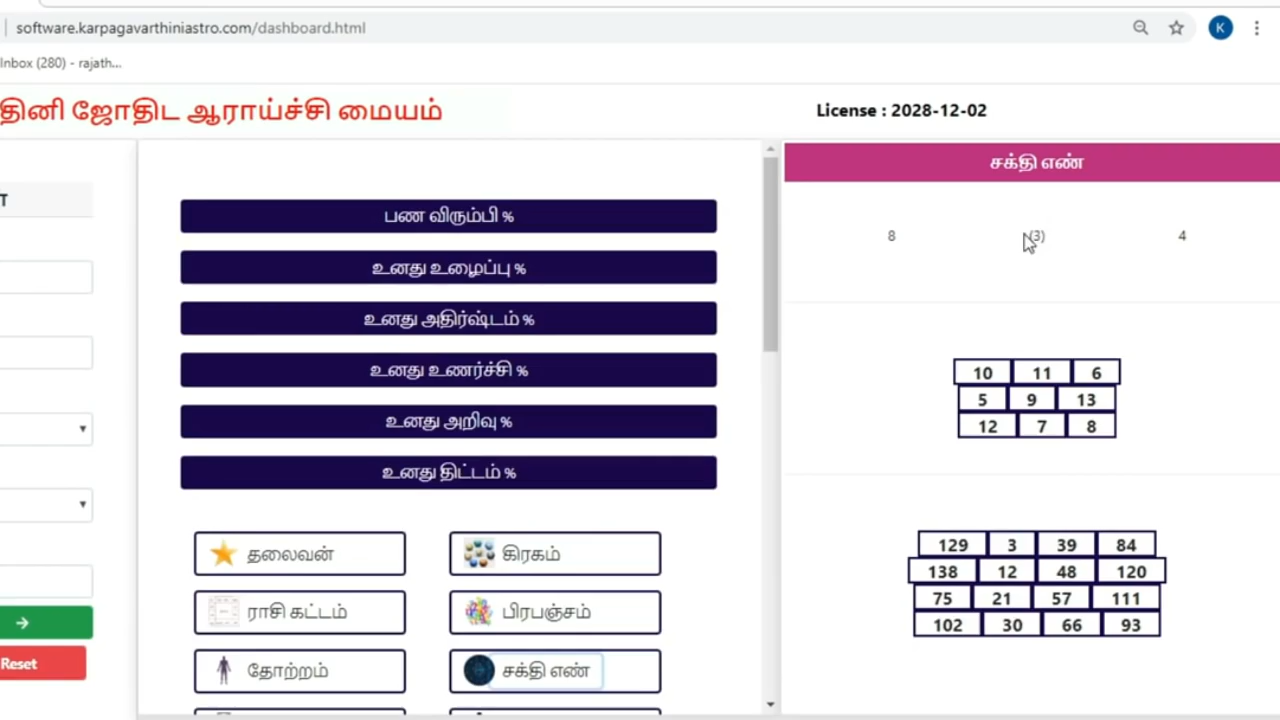 software.karpagavarthiniastro.com/dashboard.html
K
Inbox (280) - rajath...
தினி ஜோதிட ஆராய்ச்சி மையம்
License : 2028-12-02
சக்தி எண்
8 (3) 4
பண விரும்பி %
உனது உழைப்பு %
உனது அதிர்ஷ்டம் %
உனது உணர்ச்சி %
உனது அறிவு %
உனது திட்டம் %
10 11 6
5 9 13
12 7 8
தலைவன் கிரகம்
ராசி கட்டம் பிரபஞ்சம்
தோற்றம் சக்தி எண்
129 3 39 84
138 12 48 120
75 21 57 111
102 30 66 93
Reset